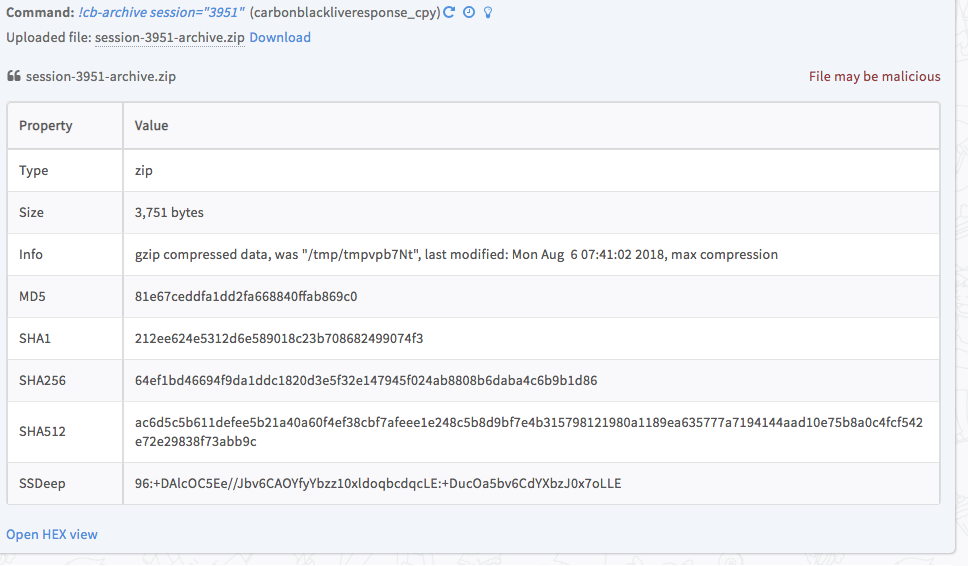 Command: !cb-archive session="3951" (carbonblackliveresponse_cpy)
Uploaded file: session-3951-archive.zip Download
session-3951-archive.zip File may be malicious
Property Value
Type zip
Size 3,751 bytes
Info gzip compressed data, was "/tmp/tmpvpb7Nt", last modified: Mon Aug  6 07:41:02 2018, max compression
MD5 81e67ceddfa1dd2fa668840ffab869c0
SHA1 212ee624e5312d6e589018c23b708682499074f3
SHA256 64ef1bd46694f9da1ddc1820d3e5f32e147945f024ab8808b6daba4c6b9b1d86
SHA512 ac6d5c5b611defee5b21a40a60f4ef38cbf7afeee1e248c5b8d9bf7e4b315798121980a1189ea635777a7194144aad10e75b8a0c4fcf542
e72e29838f73abb9c
SSDeep 96:+DAlcOC5Ee//Jbv6CAOYfyYbzz10xldoqbcdqcLE:+DucOa5bv6CdYXbzJ0x7oLLE
Open HEX view